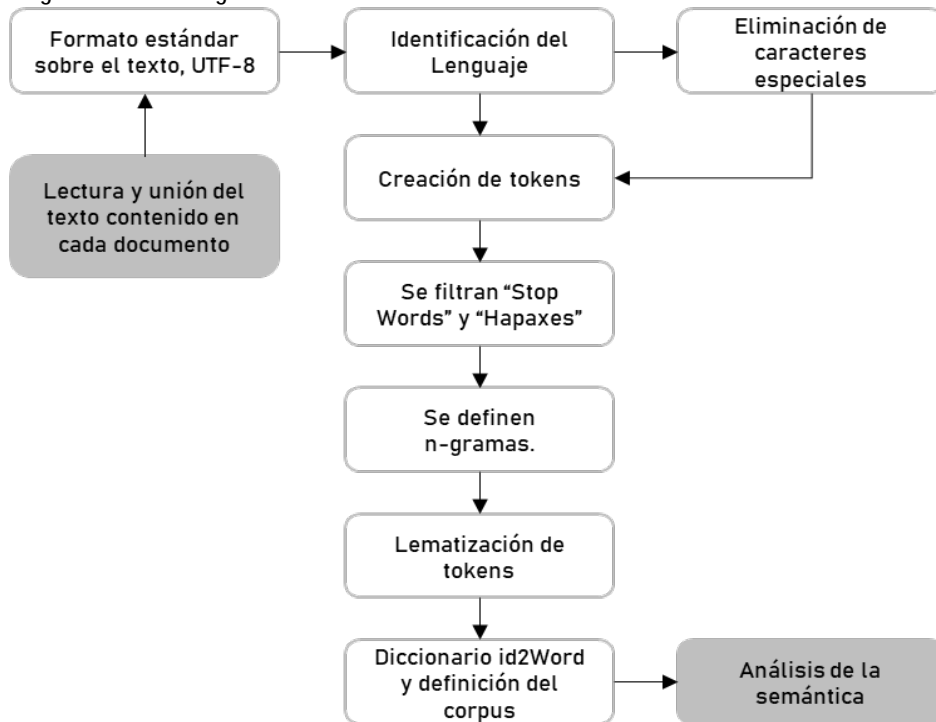 Formato estándar
sobre el texto, UTF-8
Identificación del
Lenguaje
Eliminación de
caracteres
especiales
Lectura y unión del
texto contenido en
cada documento
Creación de tokens
Se filtran “Stop
Words” y “Hapaxes”
Se definen
n-gramas.
Lematización de
tokens
Diccionario id2Word
y definición del
corpus
Análisis de la
semántica